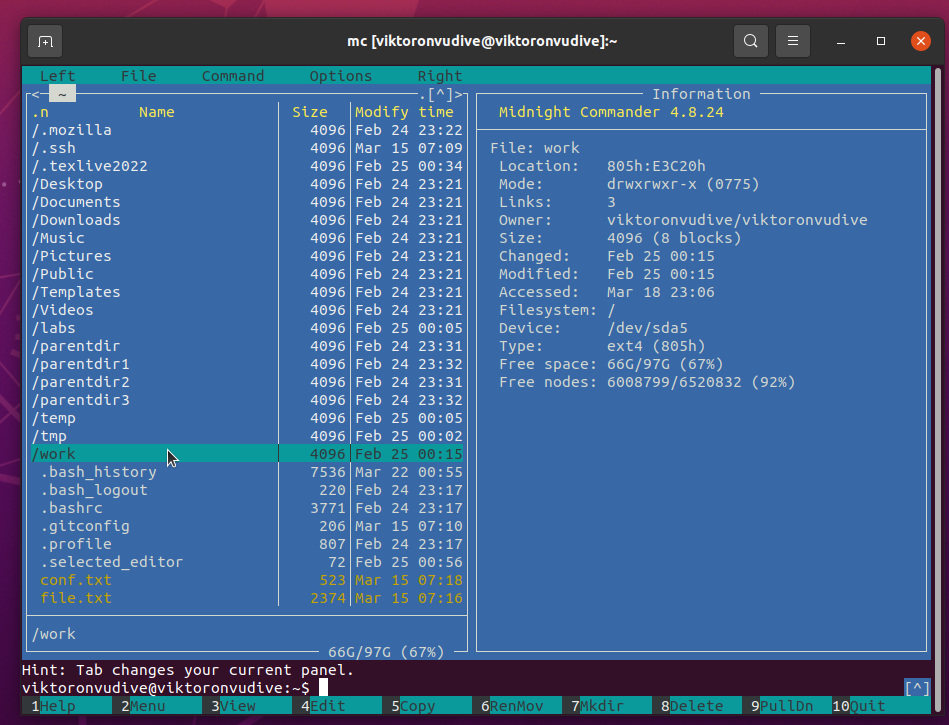 mc [viktoronvudive@viktoronvudive]:~
Left File Command Options Right
<- ~ .[^]>
.n Name Size Modify time
/.mozilla 4096 Feb 24 23:22
/.ssh 4096 Mar 15 07:09
/.texlive2022 4096 Feb 25 00:34
/Desktop 4096 Feb 24 23:21
/Documents 4096 Feb 24 23:21
/Downloads 4096 Feb 24 23:21
/Music 4096 Feb 24 23:21
/Pictures 4096 Feb 24 23:21
/Public 4096 Feb 24 23:21
/Templates 4096 Feb 24 23:21
/Videos 4096 Feb 24 23:21
/labs 4096 Feb 25 00:05
/parentdir 4096 Feb 24 23:31
/parentdir1 4096 Feb 24 23:32
/parentdir2 4096 Feb 24 23:31
/parentdir3 4096 Feb 24 23:32
/temp 4096 Feb 25 00:05
/tmp 4096 Feb 25 00:02
/work 4096 Feb 25 00:15
.bash_history 7536 Mar 22 00:55
.bash_logout 220 Feb 24 23:17
.bashrc 3771 Feb 24 23:17
.gitconfig 206 Mar 15 07:10
.profile 807 Feb 24 23:17
.selected_editor 72 Feb 25 00:56
conf.txt 523 Mar 15 07:18
file.txt 2374 Mar 15 07:16
/work
66G/97G (67%)
Information
Midnight Commander 4.8.24
File: work
Location: 805h:E3C20h
Mode: drwxrwxr-x (0775)
Links: 3
Owner: viktoronvudive/viktoronvudive
Size: 4096 (8 blocks)
Changed: Feb 25 00:15
Modified: Feb 25 00:15
Accessed: Mar 18 23:06
Filesystem: /
Device: /dev/sda5
Type: ext4 (805h)
Free space: 66G/97G (67%)
Free nodes: 6008799/6520832 (92%)
Hint: Tab changes your current panel.
viktoronvudive@viktoronvudive:~$ [^]
1Help 2Menu 3View 4Edit 5Copy 6RenMov 7Mkdir 8Delete 9PullDn 10Quit